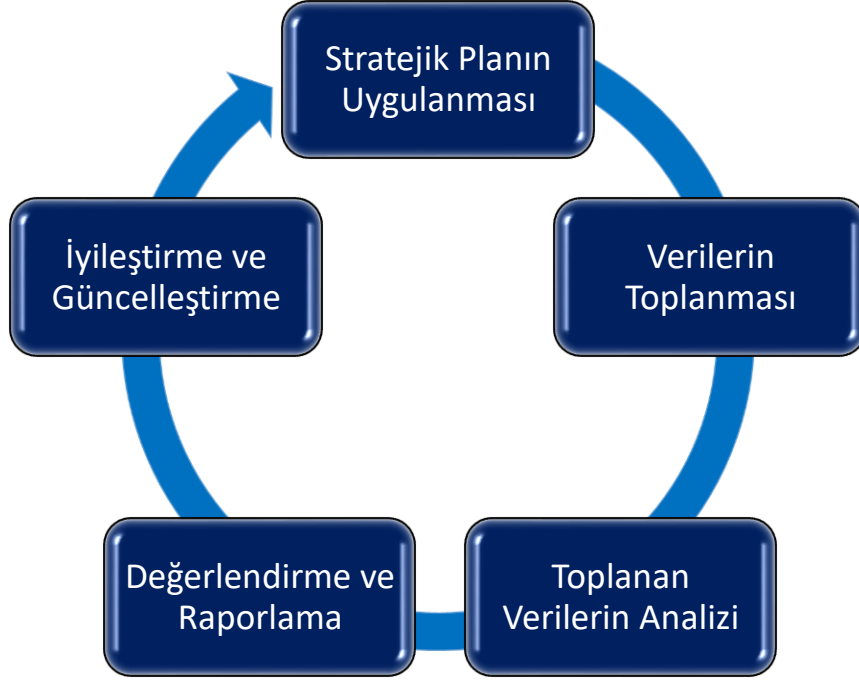 Stratejik Planın
Uygulanması
Verilerin
Toplanması
Toplanan
Verilerin Analizi
Değerlendirme ve
Raporlama
İyileştirme ve
Güncelleştirme